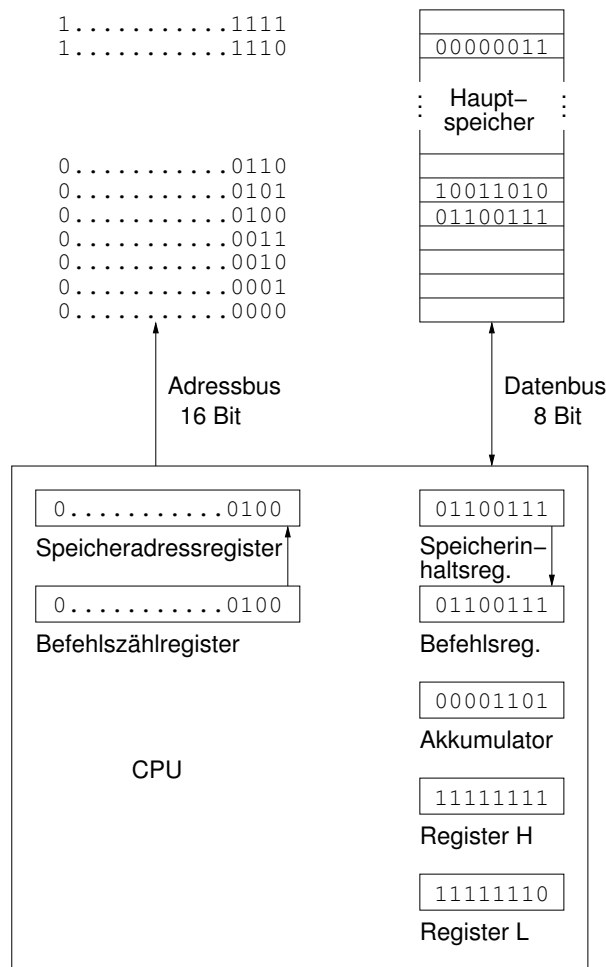 1...........1111
1...........1110
00000011
Haupt–
speicher
0...........0110
0...........0101
10011010
0...........0100
01100111
0...........0011
0...........0010
0...........0001
0...........0000
Adressbus
16 Bit
Datenbus
8 Bit
0...........0100
Speicheradressregister
01100111
Speicherin–
haltsreg.
0...........0100
Befehlszählregister
01100111
Befehlsreg.
00001101
Akkumulator
CPU
11111111
Register H
11111110
Register L